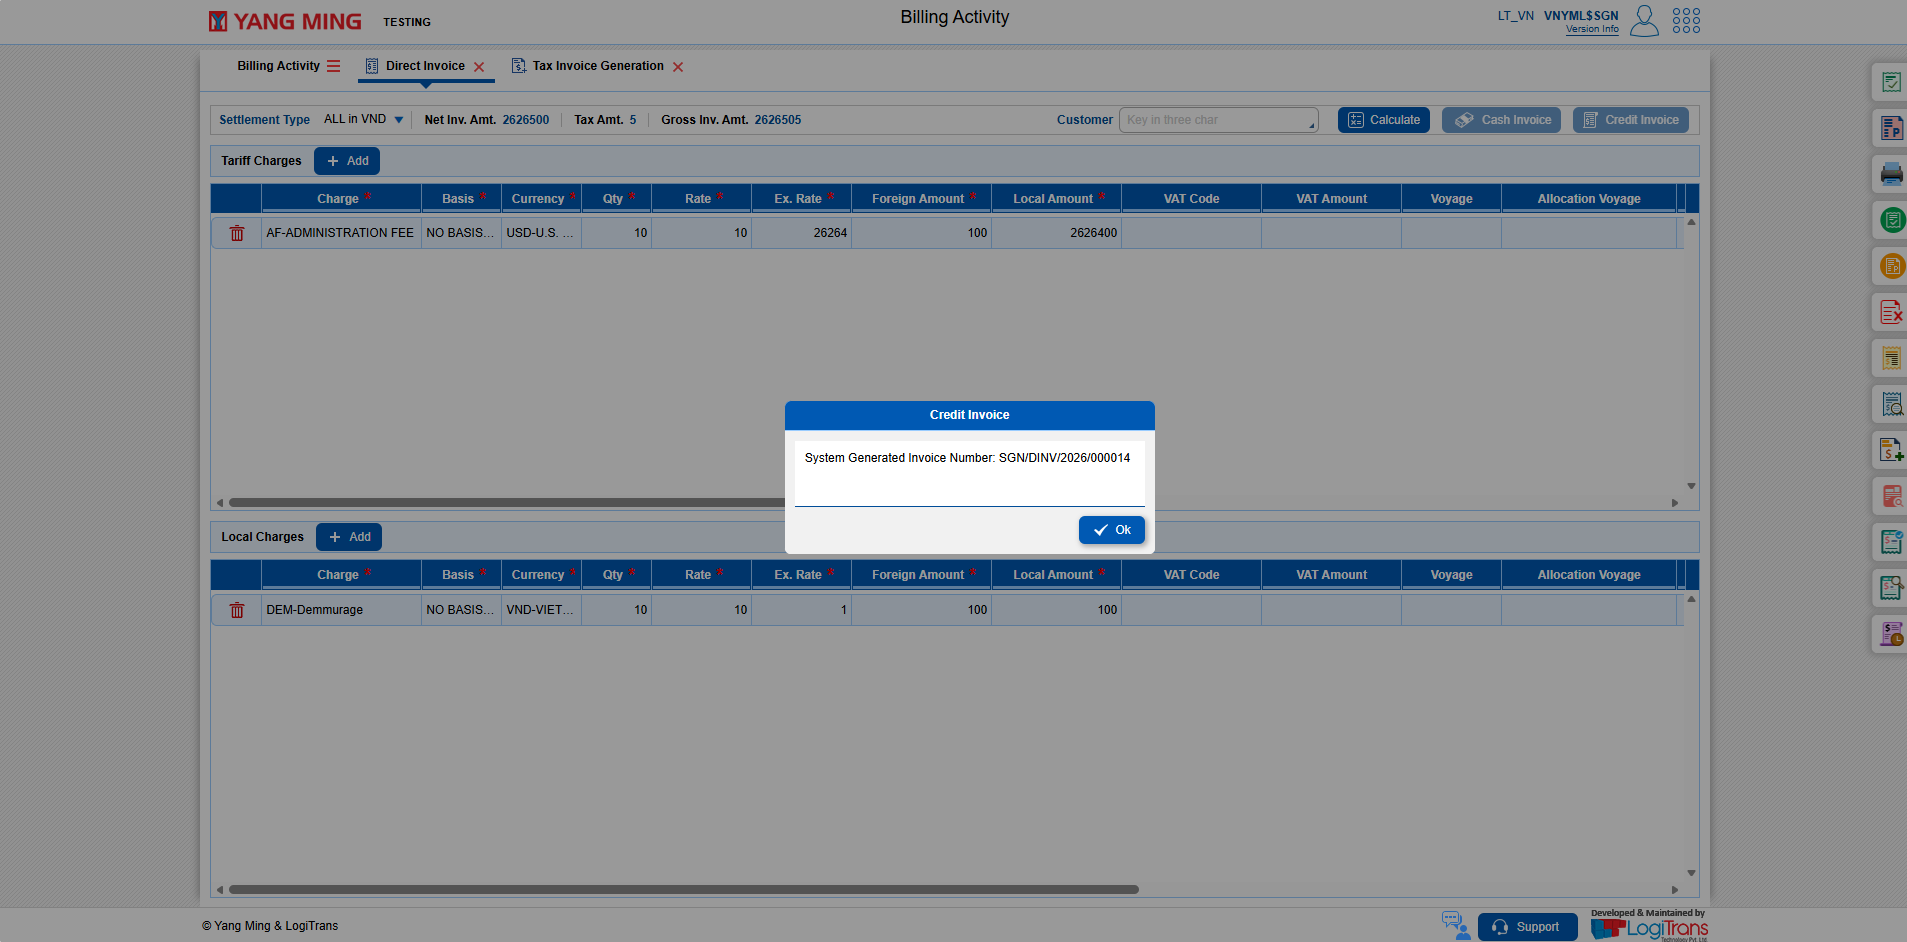 YANG MING TESTING
Billing Activity
LT_VN VNYML$SGN
Version Info
Billing Activity Direct Invoice Tax Invoice Generation
Settlement Type ALL in VND Net Inv. Amt. 2626500 Tax Amt. 5 Gross Inv. Amt. 2626505 Customer Key in three char Calculate Cash Invoice Credit Invoice
Tariff Charges + Add
Charge * Basis * Currency * Qty * Rate * Ex. Rate * Foreign Amount * Local Amount * VAT Code VAT Amount Voyage Allocation Voyage
AF-ADMINISTRATION FEE NO BASIS... USD-U.S. ... 10 10 26264 100 2626400
Credit Invoice
System Generated Invoice Number: SGN/DINV/2026/000014
Ok
Local Charges + Add
Charge * Basis * Currency * Qty * Rate * Ex. Rate * Foreign Amount * Local Amount * VAT Code VAT Amount Voyage Allocation Voyage
DEM-Demmurage NO BASIS... VND-VIET... 10 10 1 100 100
© Yang Ming & LogiTrans
Support
Developed & Maintained by
LogiTrans
Technology Pvt. Ltd